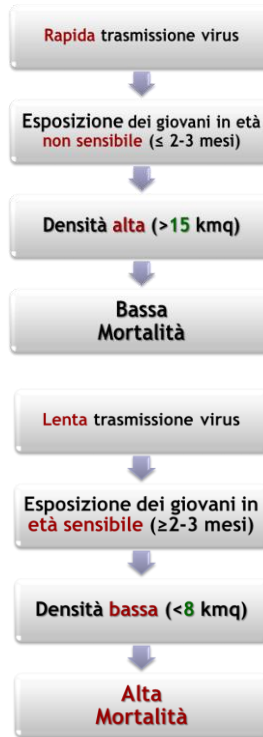 Rapida trasmissione virus
Esposizione dei giovani in età
non sensibile (≤ 2-3 mesi)
Densità alta (>15 kmq)
Bassa
Mortalità
Lenta trasmissione virus
Esposizione dei giovani in
età sensibile (≥2-3 mesi)
Densità bassa (<8 kmq)
Alta
Mortalità